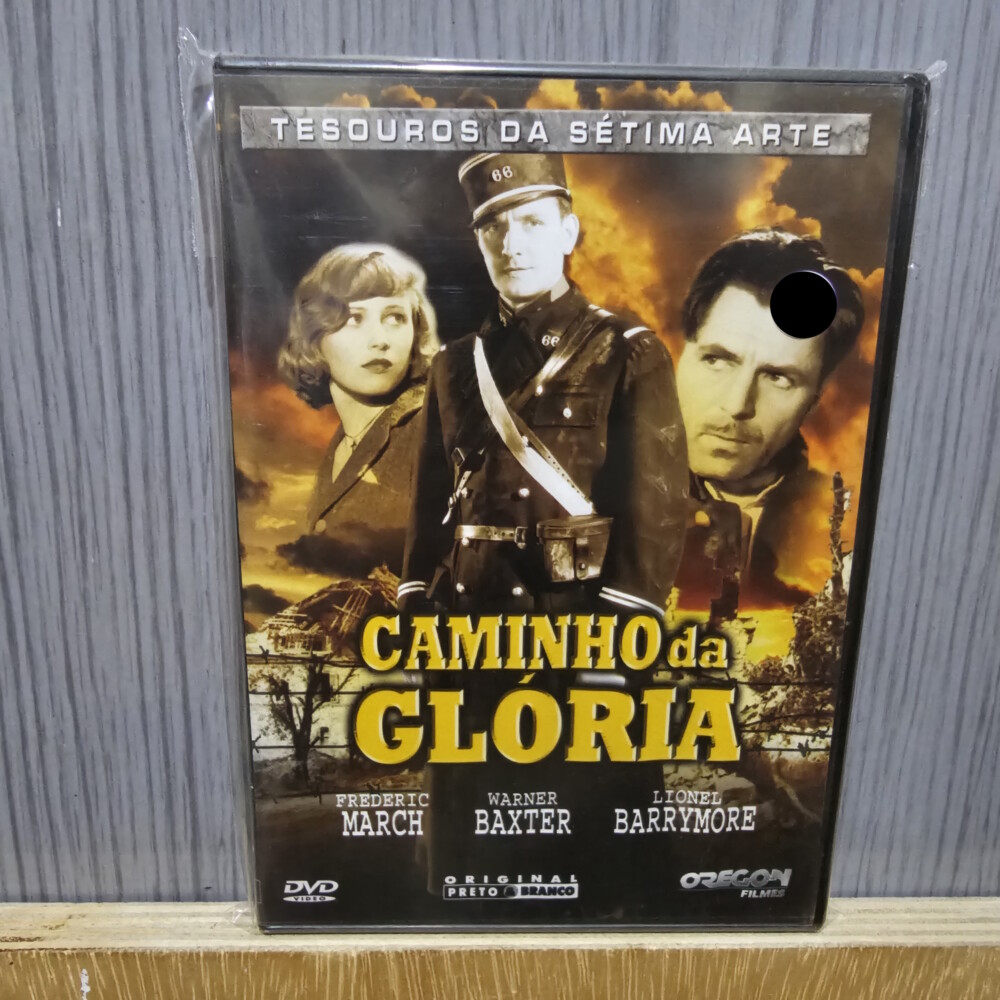 TESOUROS DA SÉTIMA ARTE
66
66
CAMINHO da
GLÓRIA
FREDERIC
MARCH
WARNER
BAXTER
LIONEL
BARRYMORE
DVD
VIDEO
ORIGINAL
PRETO & BRANCO
OREGON
FILMES